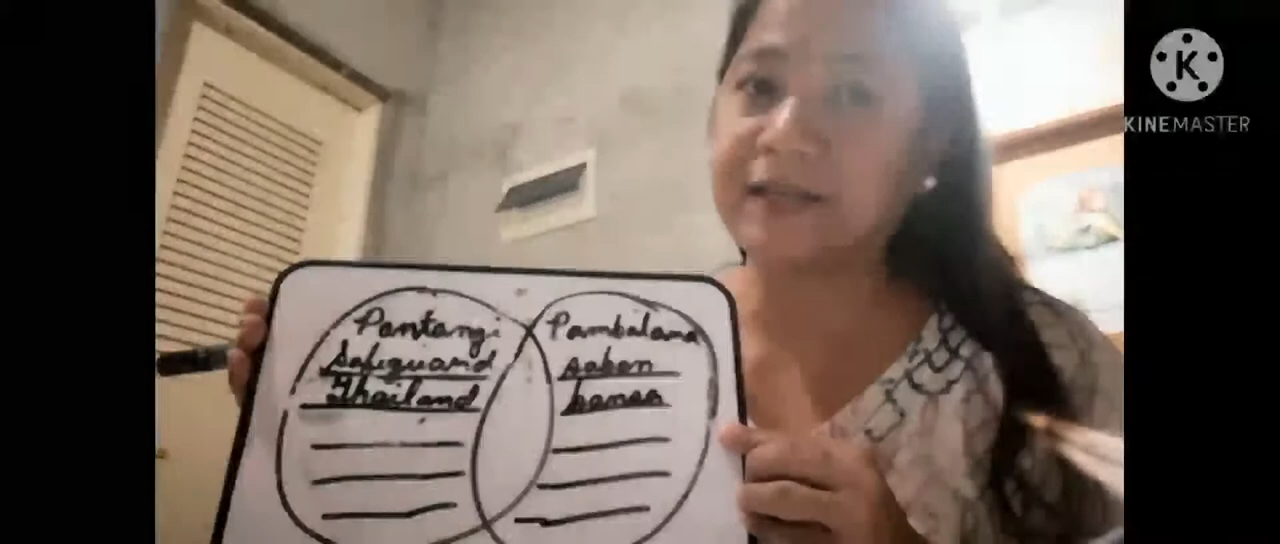 Pantangi
Safeguard
Thailand
Pambalana
sabon
bansa
K
KINEMASTER